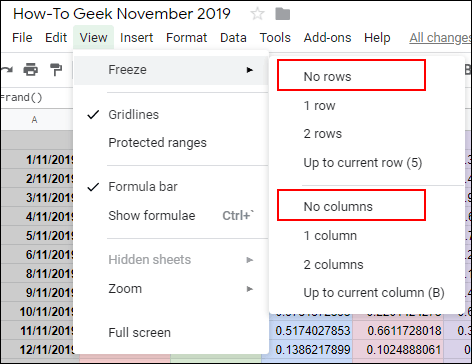 How-To Geek November 2019
File Edit View Insert Format Data Tools Add-ons Help All changes
=rand()
A
Freeze
Gridlines
Protected ranges
Formula bar
Show formulae Ctrl+`
Hidden sheets
Zoom
Full screen
No rows
1 row
2 rows
Up to current row (5)
No columns
1 column
2 columns
Up to current column (B)
1/11/2019
2/11/2019
3/11/2019
4/11/2019
5/11/2019
6/11/2019
7/11/2019
8/11/2019
9/11/2019
10/11/2019
11/11/2019 0.5174027853 0.6611728018
12/11/2019 0.1386217899 0.1024888061